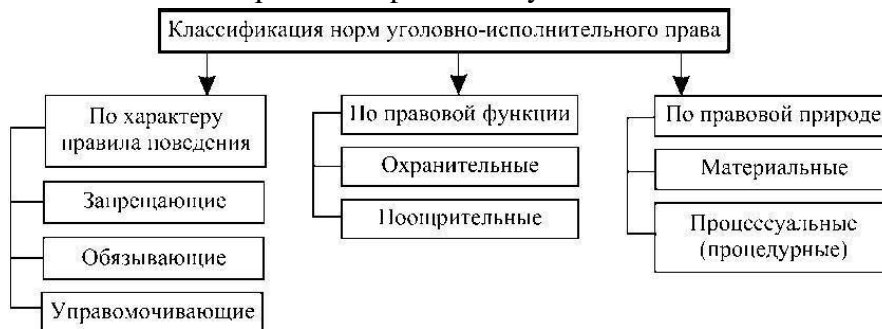 Классификация норм уголовно-исполнительного права
По характеру
правила поведения
Запрещающие
Обязывающие
Управомочивающие
По правовой функции
Охранительные
Поощрительные
По правовой природе
Материальные
Процессуальные
(процедурные)